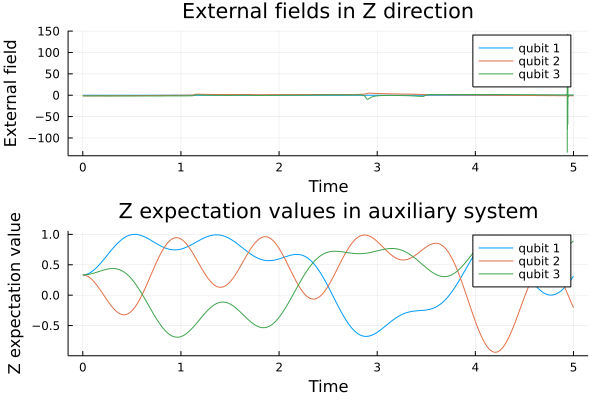 External fields in Z direction
External field
150
100
50
0
−50
−100
qubit 1
qubit 2
qubit 3
0 1 2 3 4 5
Time
Z expectation values in auxiliary system
Z expectation value
1.0
0.5
0.0
−0.5
qubit 1
qubit 2
qubit 3
0 1 2 3 4 5
Time